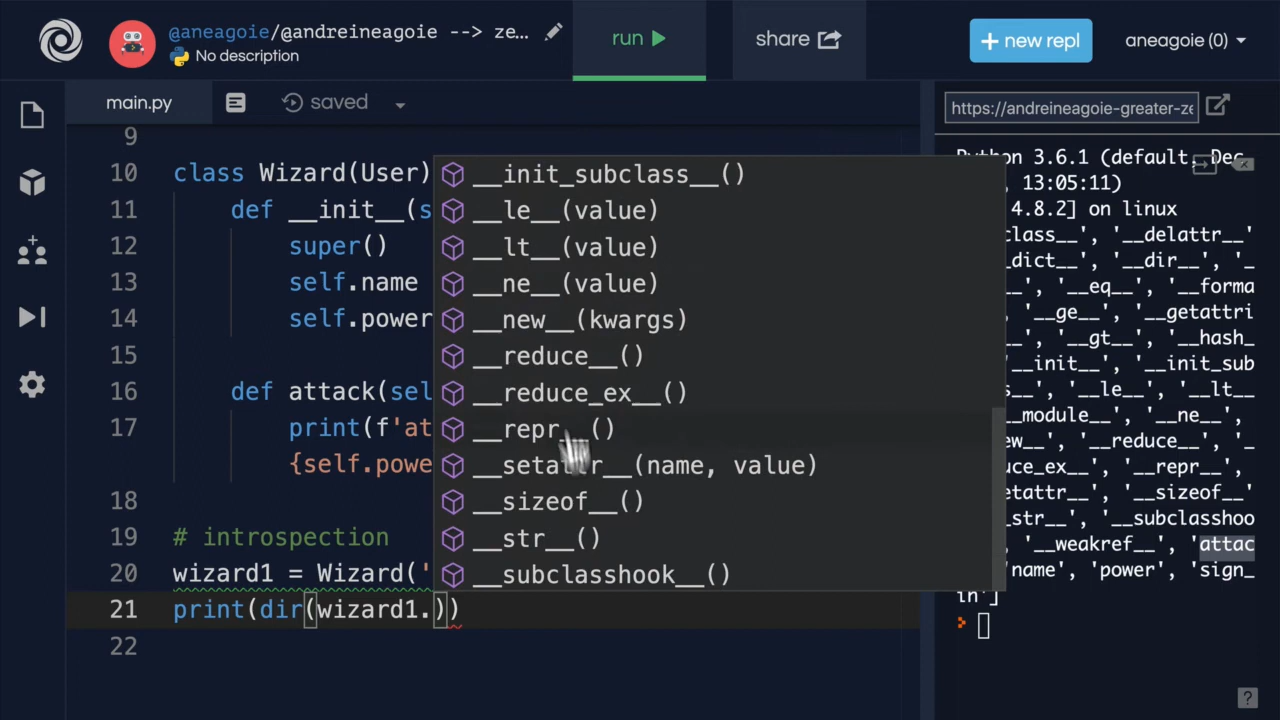 @aneagoie/@andreineagoie --> ze...
No description
run
share
+ new repl
aneagoie (0)
main.py
saved
https://andreineagoie-greater-ze
9
10 class Wizard(User)
11 def __init__(s
12 super()
13 self.name
14 self.power
15
16 def attack(sel
17 print(f'at
{self.powe
18
19 # introspection
20 wizard1 = Wizard('
21 print(dir(wizard1.))
22
__init_subclass__()
__le__(value)
__lt__(value)
__ne__(value)
__new__(kwargs)
__reduce__()
__reduce_ex__()
__repr__()
__setattr__(name, value)
__sizeof__()
__str__()
__subclasshook__()
Python 3.6.1 (default, Dec
, 13:05:11)
4.8.2] on linux
class__', '__delattr__'
_dict__', '__dir__', '_
__', '__eq__', '__forma
', '__ge__', '__getattri
', '__gt__', '__hash_
'__init__', '__init_sub
s__', '__le__', '__lt__
__module__', '__ne__',
ew__', '__reduce__',
uce_ex__', '__repr__',
etattr__', '__sizeof__'
_str__', '__subclasshoo
', '__weakref__', 'attac
'name', 'power', 'sign_
in']
?